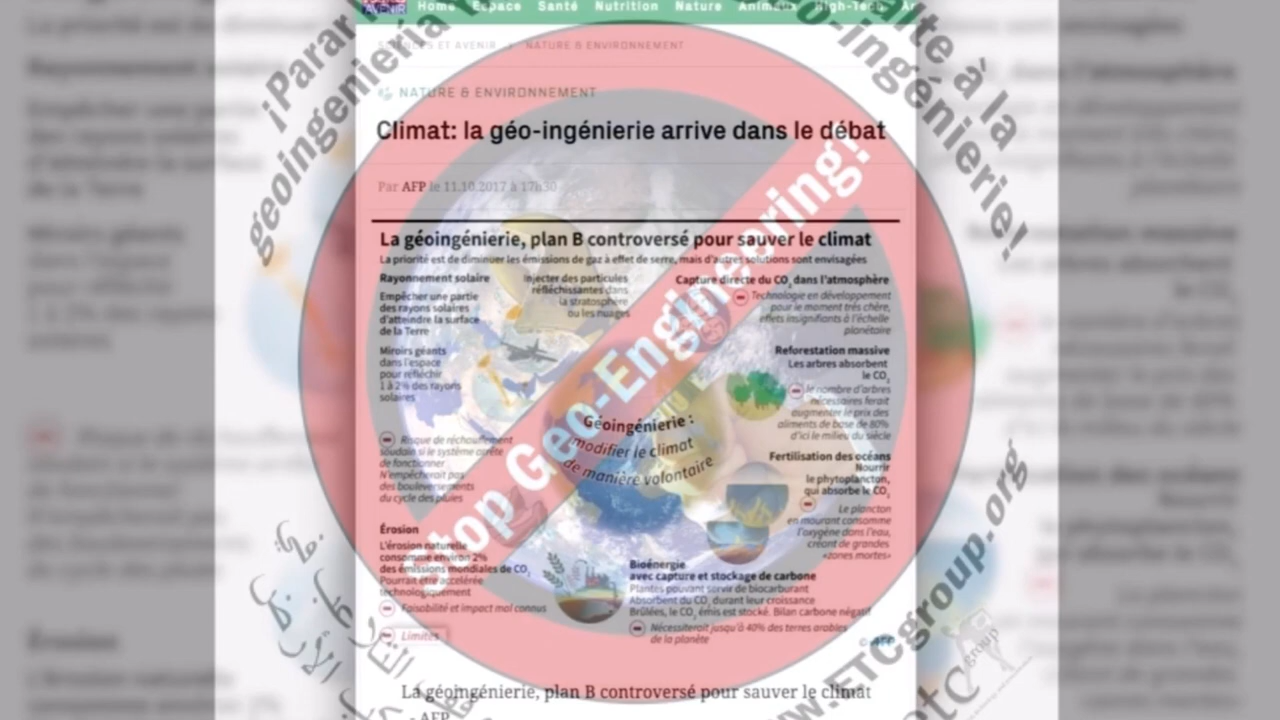 AVENIR
Home Espace Santé Nutrition Nature Animaux High-Tech
SCIENCES ET AVENIR NATURE & ENVIRONNEMENT
NATURE & ENVIRONNEMENT
Climat: la géo-ingénierie arrive dans le débat
Par AFP le 11.10.2017 à 17h30
La géoingénierie, plan B controversé pour sauver le climat
La priorité est de diminuer les émissions de gaz à effet de serre, mais d'autres solutions sont envisagées
Rayonnement solaire
Empêcher une partie
des rayons solaires
d'atteindre la surface
de la Terre
Miroirs géants
dans l'espace
pour réfléchir
1 à 2% des rayons
solaires
Injecter des particules
réfléchissantes dans
la stratosphère
ou les nuages
Risque de réchauffement
soudain si le système arrête
de fonctionner
N'empêcherait pas
des bouleversements
du cycle des pluies
Érosion
L'érosion naturelle
consomme environ 2%
des émissions mondiales de CO2
Pourrait être accélérée
technologiquement
Faisabilité et impact mal connus
Limites
Géoingénierie :
modifier le climat
de manière volontaire
Capture directe du CO2 dans l'atmosphère
Technologie en développement
pour le moment très chère,
effets insignifiants à l'échelle
planétaire
Reforestation massive
Les arbres absorbent
le CO2
le nombre d'arbres
nécessaires ferait
augmenter le prix des
aliments de base de 80%
d'ici le milieu du siècle
Fertilisation des océans
Nourrir
le phytoplancton,
qui absorbe le CO2
Le plancton
en mourant consomme
l'oxygène dans l'eau,
créant de grandes
«zones mortes»
Bioénergie
avec capture et stockage de carbone
Plantes pouvant servir de biocarburant
Absorbent du CO2 durant leur croissance
Brûlées, le CO2 émis est stocké. Bilan carbone négatif
Nécessiterait jusqu'à 40% des terres arables
de la planète
© AFP
La géoingénierie, plan B controversé pour sauver le climat
- AFP
Stop Geo-Engineering!
¡Parar
geoingeniería
alte à la
o-ingénierie!
www.ETCgroup.org
etc group